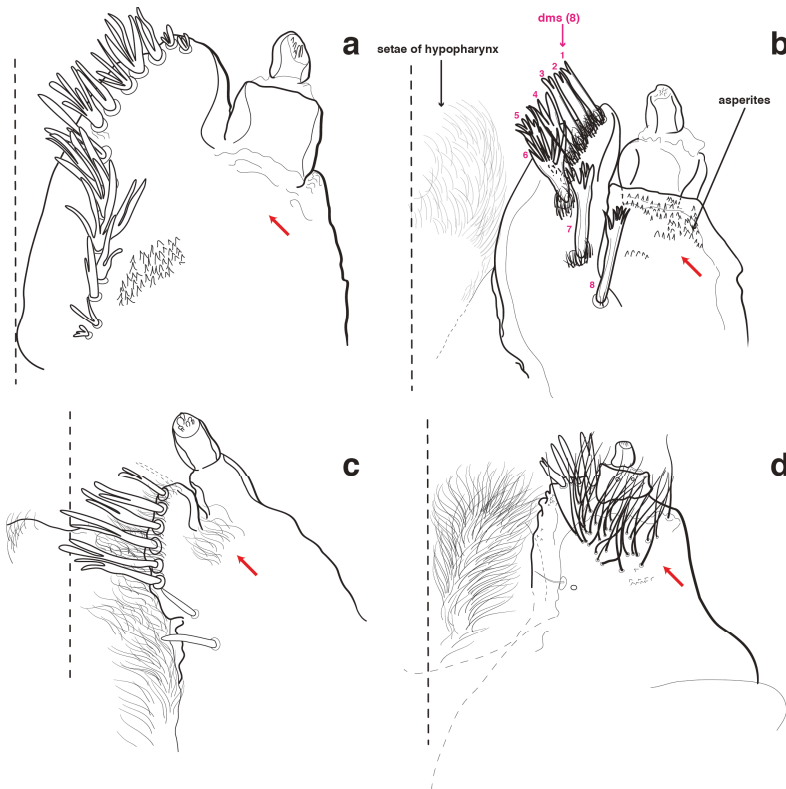 a
dms (8)
b
setae of hypopharynx
1
2
3
4
asperites
5
6
7
8
c
d